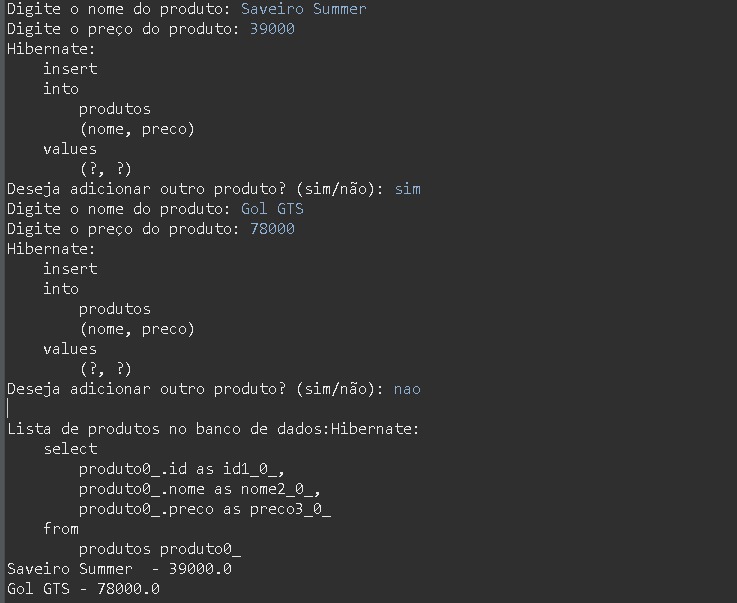 Digite o nome do produto: Saveiro Summer
Digite o preço do produto: 39000
Hibernate:
    insert
    into
        produtos
        (nome, preco)
    values
        (?, ?)
Deseja adicionar outro produto? (sim/não): sim
Digite o nome do produto: Gol GTS
Digite o preço do produto: 78000
Hibernate:
    insert
    into
        produtos
        (nome, preco)
    values
        (?, ?)
Deseja adicionar outro produto? (sim/não): nao
Lista de produtos no banco de dados:Hibernate:
    select
        produto0_.id as id1_0_,
        produto0_.nome as nome2_0_,
        produto0_.preco as preco3_0_
    from
        produtos produto0_
Saveiro Summer  - 39000.0
Gol GTS - 78000.0